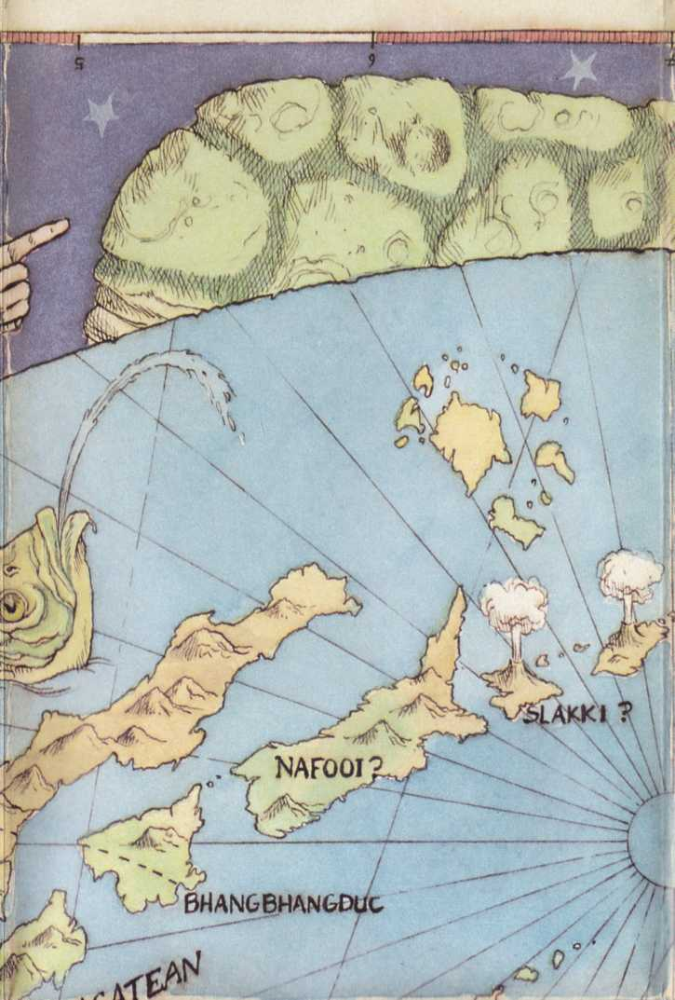 5 6
SLAKKI ?
NAFOOI ?
BHANGBHANGDUC